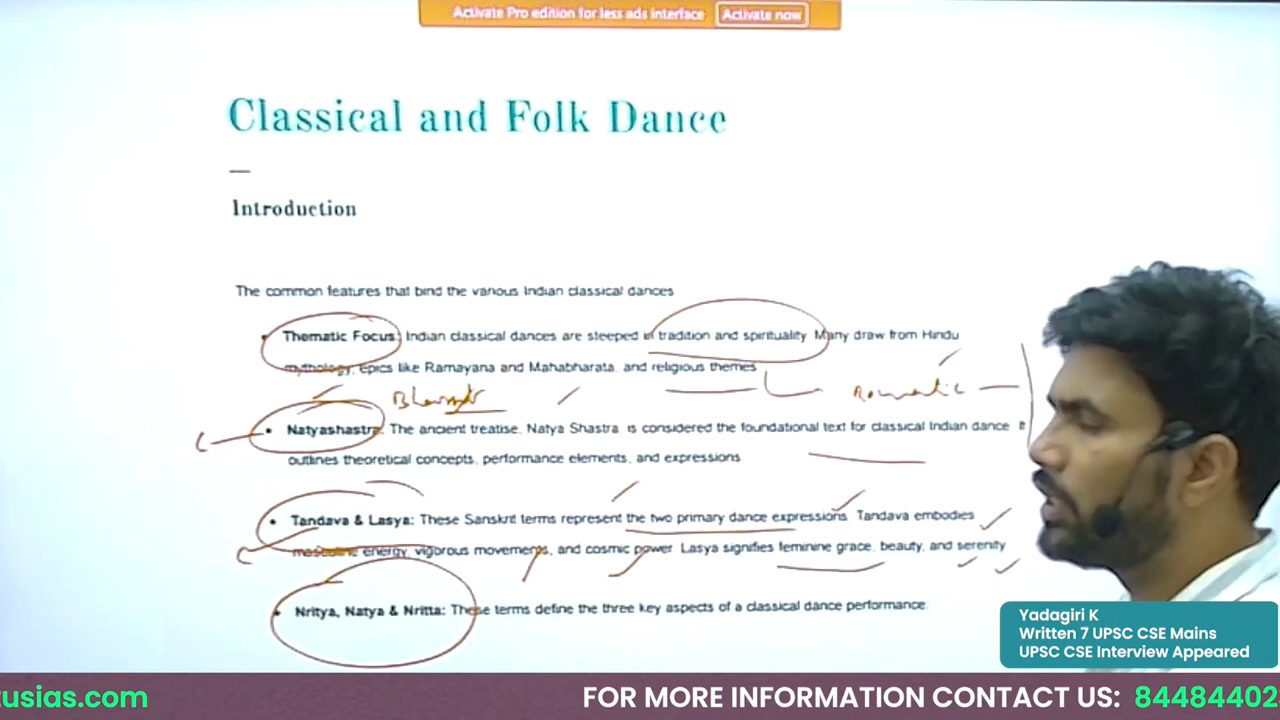 Activate Pro edition for less ads interface Activate now
Classical and Folk Dance
Introduction
The common features that bind the various Indian classical dances
Thematic Focus: Indian classical dances are steeped in tradition and spirituality. Many draw from Hindu
mythology, epics like Ramayana and Mahabharata, and religious themes
Romantic
• Natyashastra: The ancient treatise, Natya Shastra, is considered the foundational text for classical Indian dance. It
outlines theoretical concepts, performance elements, and expressions
• Tandava & Lasya: These Sanskrit terms represent the two primary dance expressions. Tandava embodies
masculine energy, vigorous movements, and cosmic power. Lasya signifies feminine grace, beauty, and serenity
• Nritya, Natya & Nritta: These terms define the three key aspects of a classical dance performance:
Yadagiri K
Written 7 UPSC CSE Mains
UPSC CSE Interview Appeared
tusias.com FOR MORE INFORMATION CONTACT US: 84484402